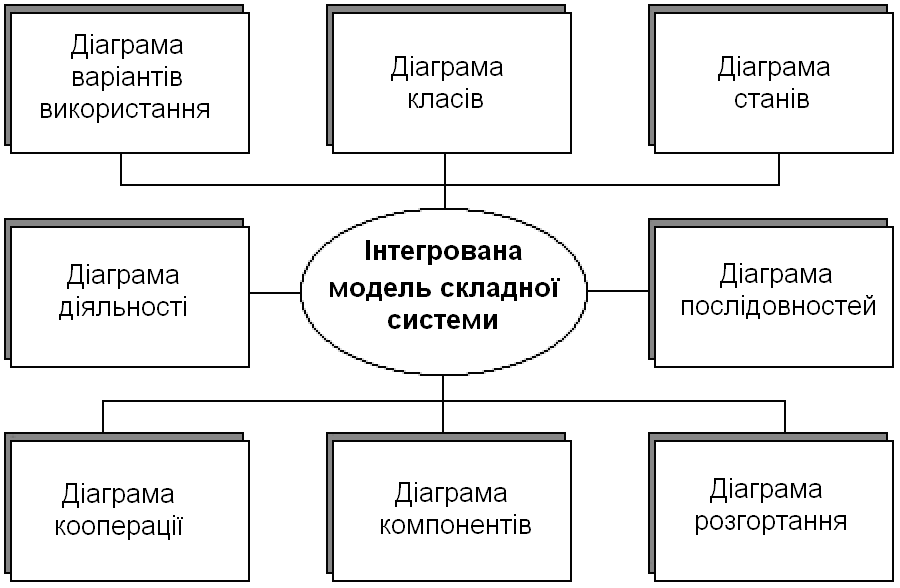 Діаграма
варіантів
використання
Діаграма
класів
Діаграма
станів
Діаграма
діяльності
Інтегрована
модель складної
системи
Діаграма
послідовностей
Діаграма
кооперації
Діаграма
компонентів
Діаграма
розгортання